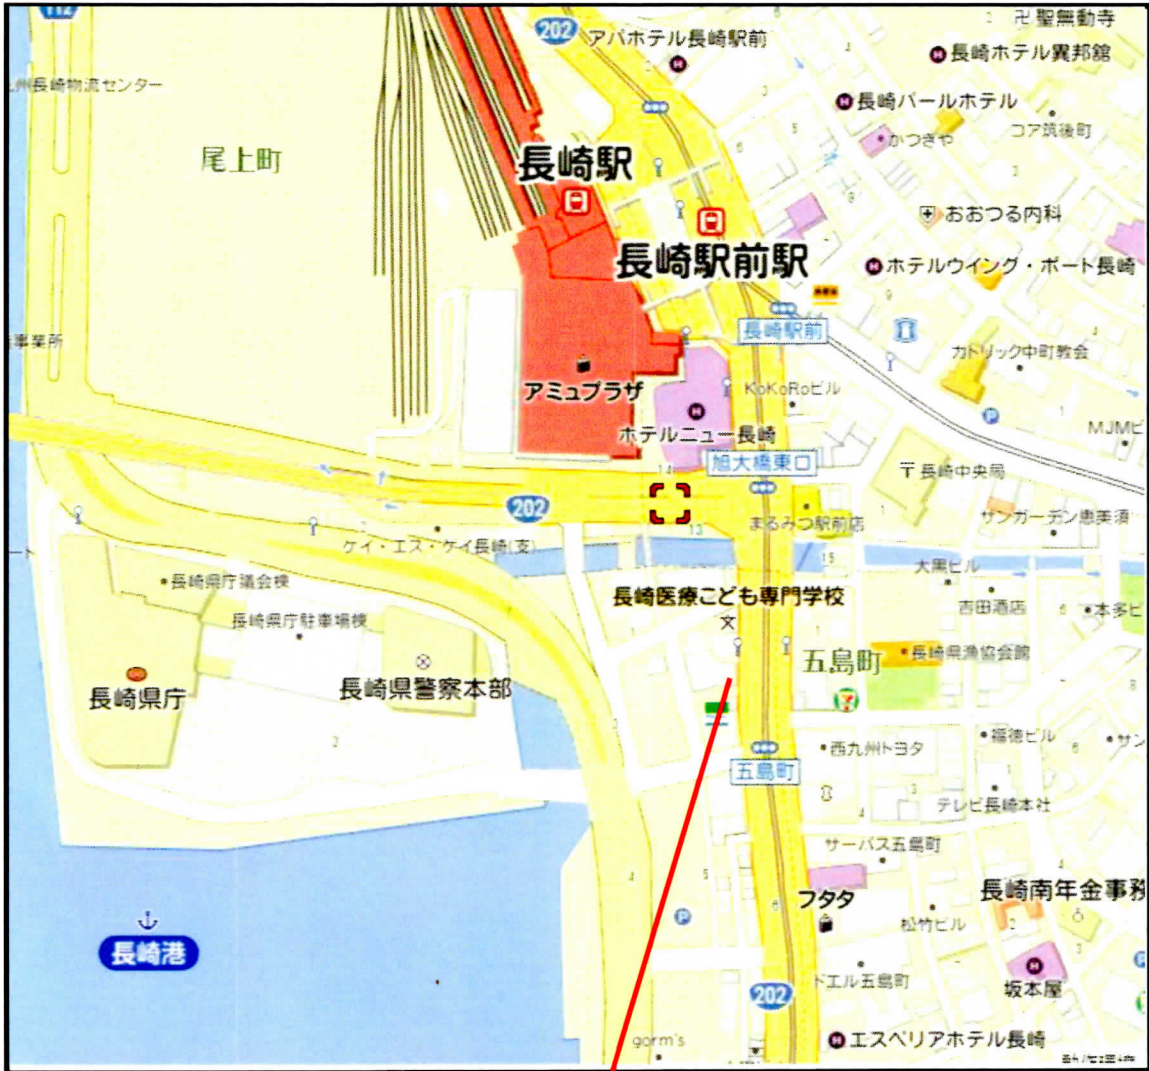 202
アパホテル長崎駅前
卍 聖無動寺
長崎ホテル異邦館
州長崎物流センター
長崎パールホテル
かつぎや
コア筑後町
尾上町
長崎駅
おおつる内科
長崎駅前駅
ホテルウイング・ポート長崎
長崎駅前
事業所
カトリック中町教会
アミュプラザ
KoKoRoビル
ホテルニュー長崎
MJMビ
旭大橋東口
14
〒長崎中央局
202
13
まるみつ駅前店
サンガーデン恵美須
ケイ・エス・ケイ長崎(支)
15
大黒ビル
長崎県庁議会棟
長崎医療こども専門学校
吉田酒店
本多ビ
長崎県庁駐車場棟
文
五島町
長崎県漁協会館
長崎県庁
長崎県警察本部
福徳ビル
サン
西九州トヨタ
五島町
テレビ長崎本社
サーパス五島町
フタタ
長崎南年金事務
松竹ビル
長崎港
ドエル五島町
坂本屋
202
gorm's
エスペリアホテル長崎